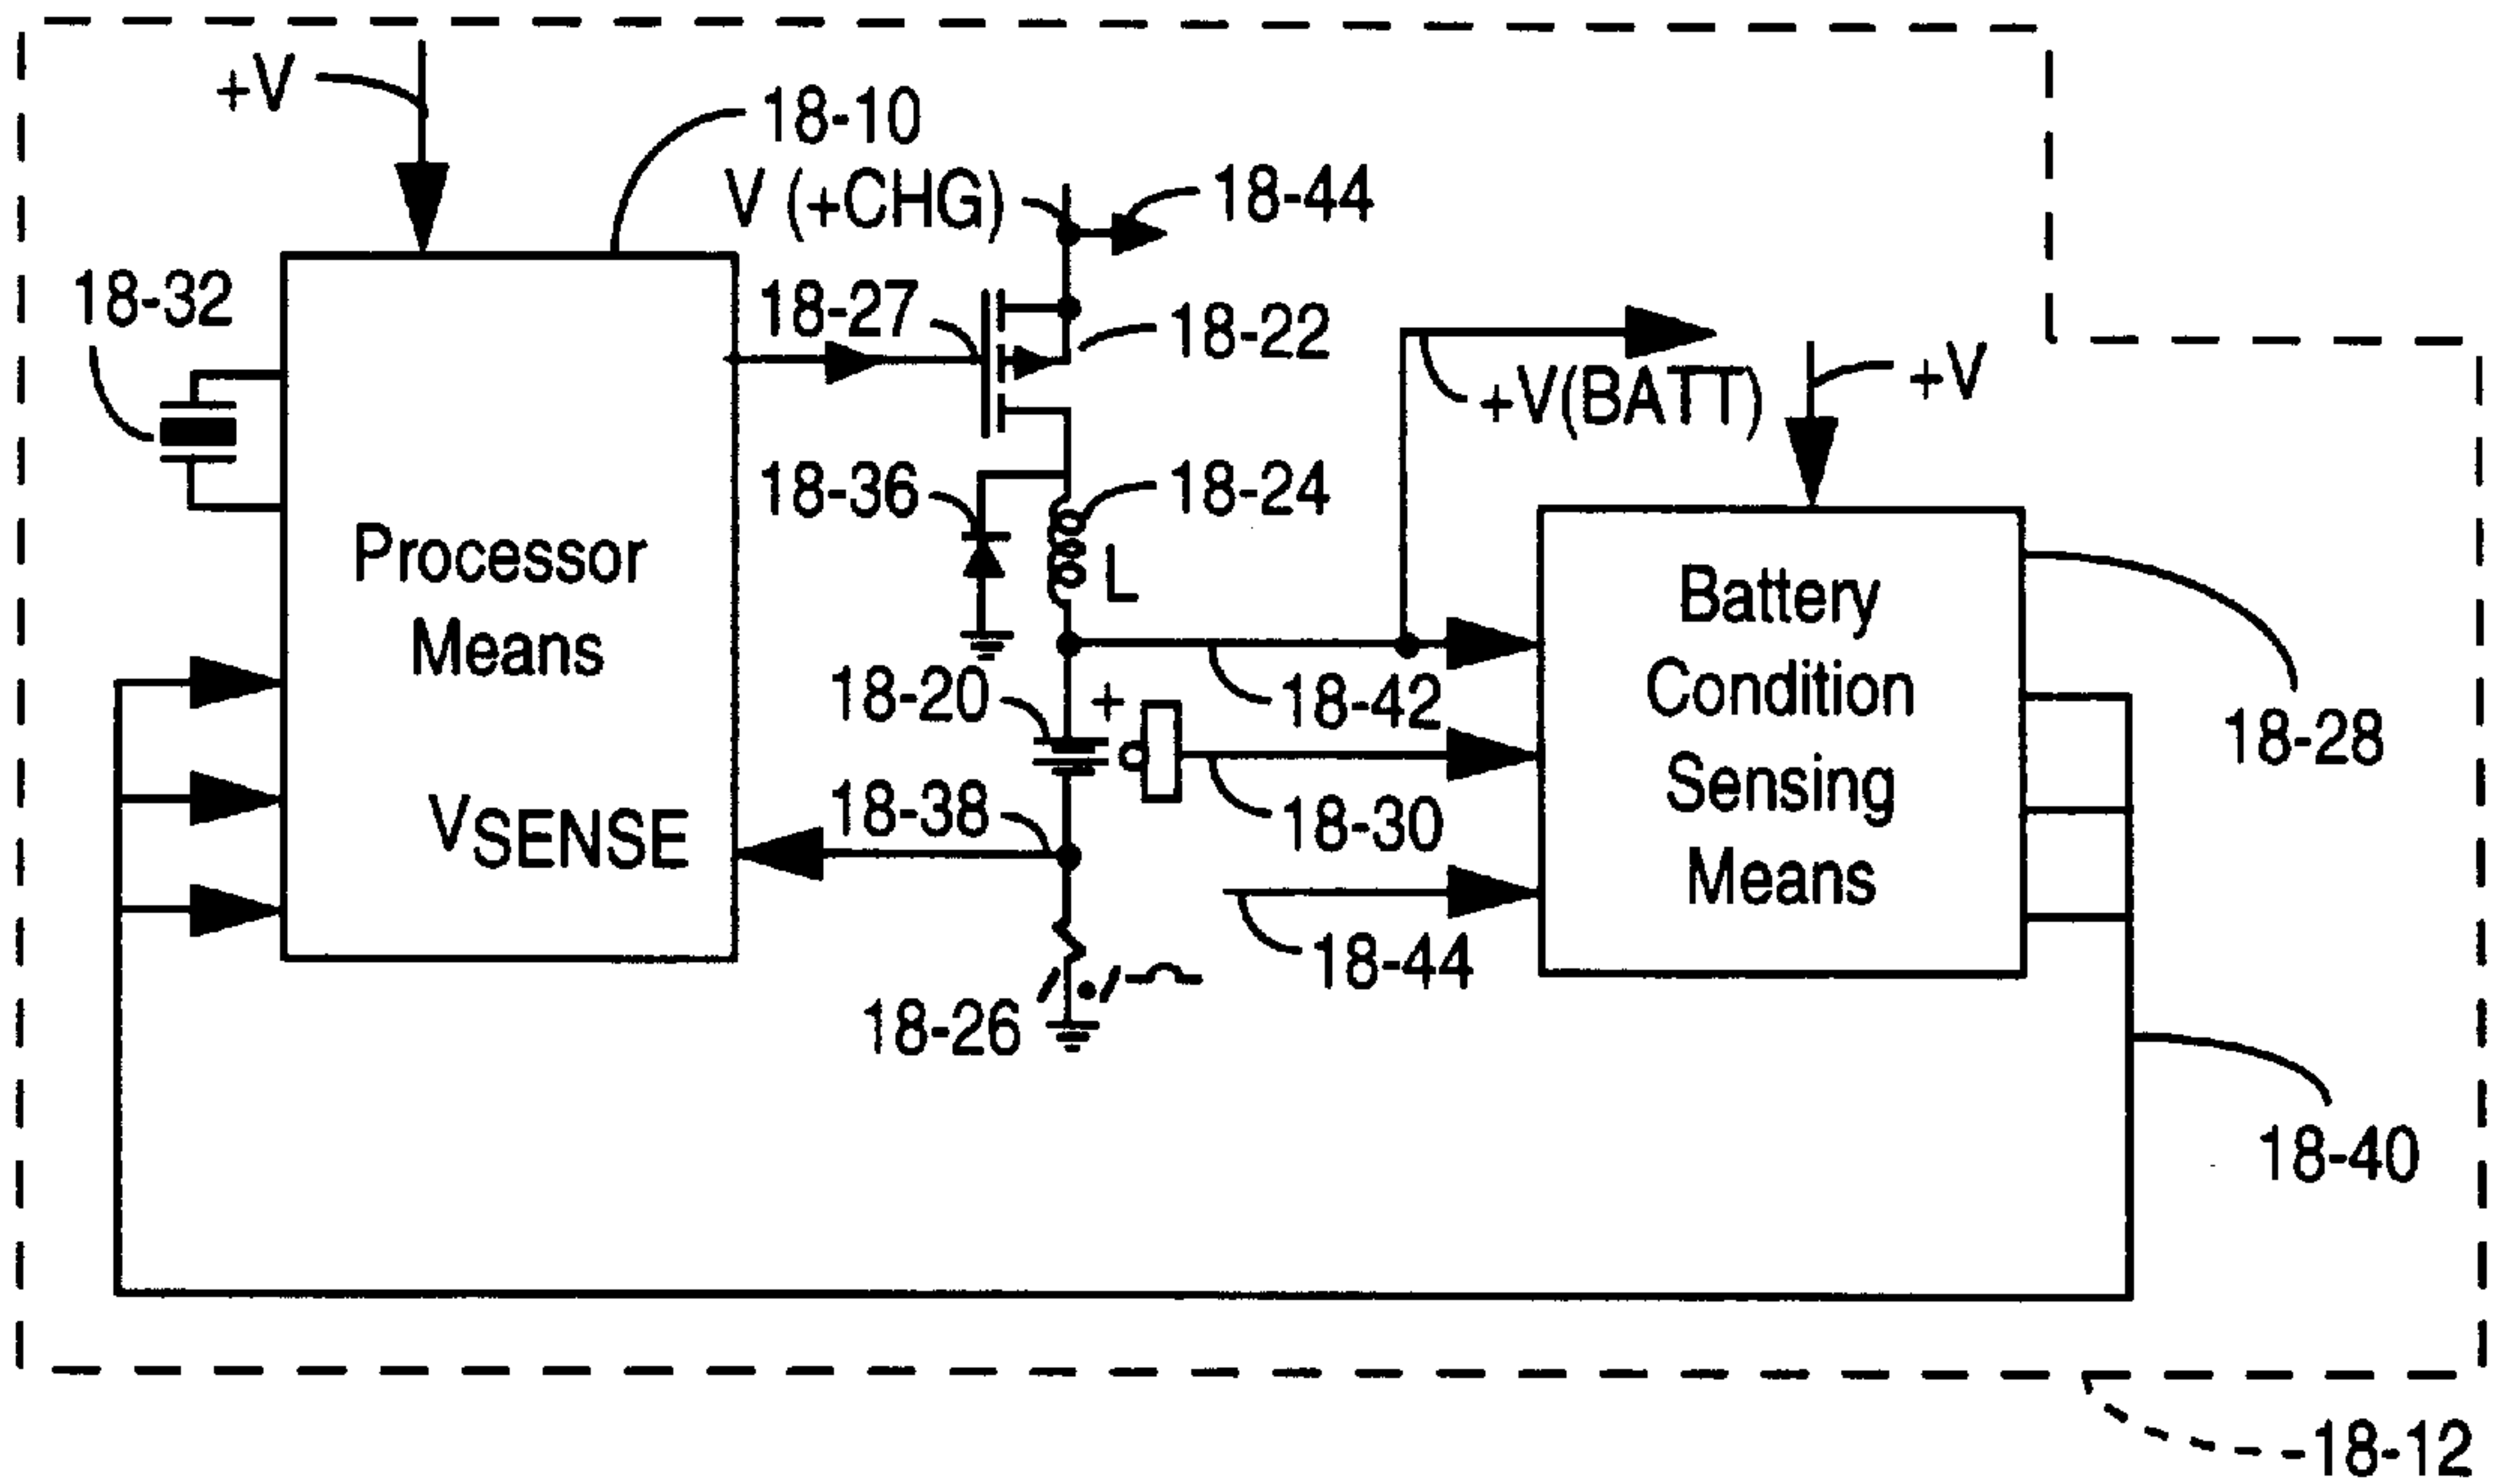 +V
18-10
V (+CHG)
18-44
18-32
18-27
18-22
+V(BATT)
+V
18-36
18-24
L
Processor
Means
VSENSE
18-20
+
18-42
18-38
18-30
18-44
18-26
.1
Battery
Condition
Sensing
Means
18-28
18-40
18-12